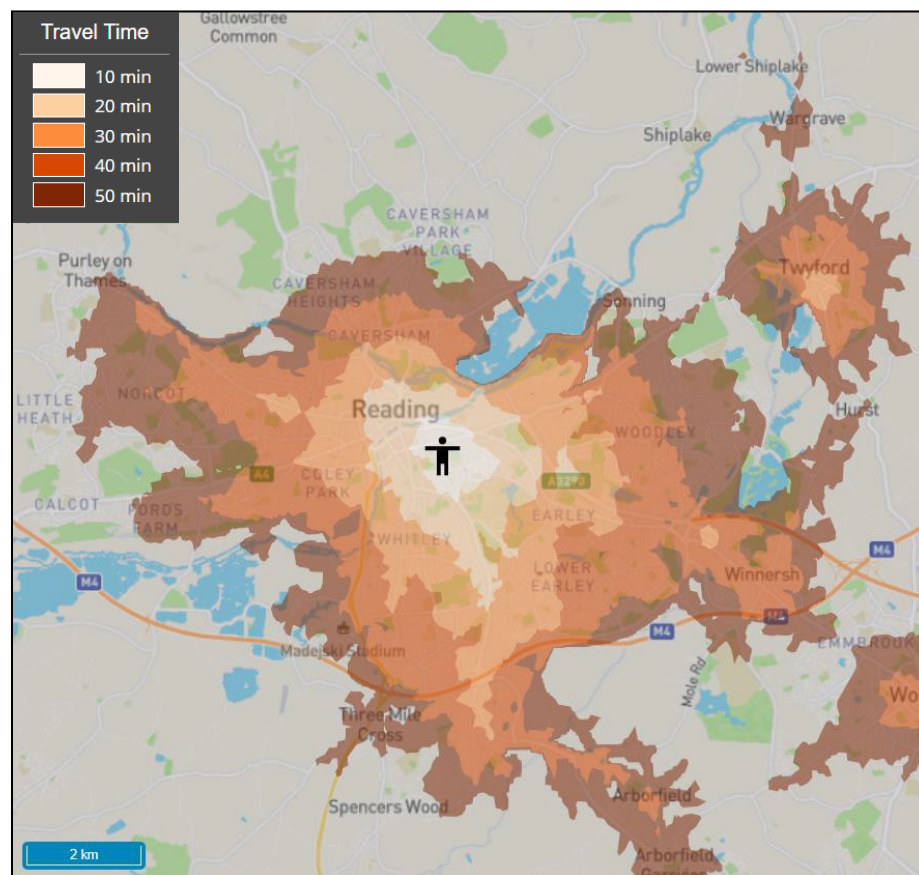 Travel Time
10 min
20 min
30 min
40 min
50 min
Gallowstree
Common
Lower Shiplake
Wargrave
Shiplake
CAVERSHAM
PARK
VILLAGE
Purley on
Thames
CAVERSHAM
HEIGHTS
Twyford
Sonning
CAVERSHAM
NORCOT
LITTLE
HEATH
Reading
Hurst
WOODLEY
A4
COLEY
PARK
A3290
CALCOT
FORDS
FARM
EARLEY
WHITLEY
M4
LOWER
EARLEY
Winnersh
M4
M4
M4
EMMBROOK
Madejski Stadium
Mole Rd
Wo
Three Mile
Cross
Spencers Wood
Arborfield
Arborfield
Garrison
2 km